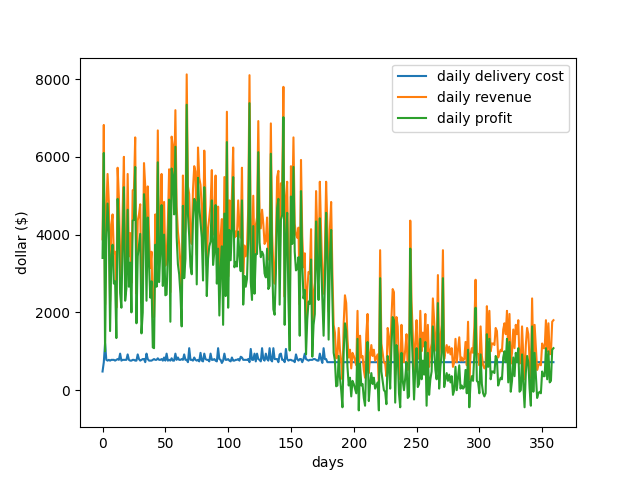 daily delivery cost
daily revenue
daily profit
8000
6000
4000
2000
0
dollar ($)
0 50 100 150 200 250 300 350
days